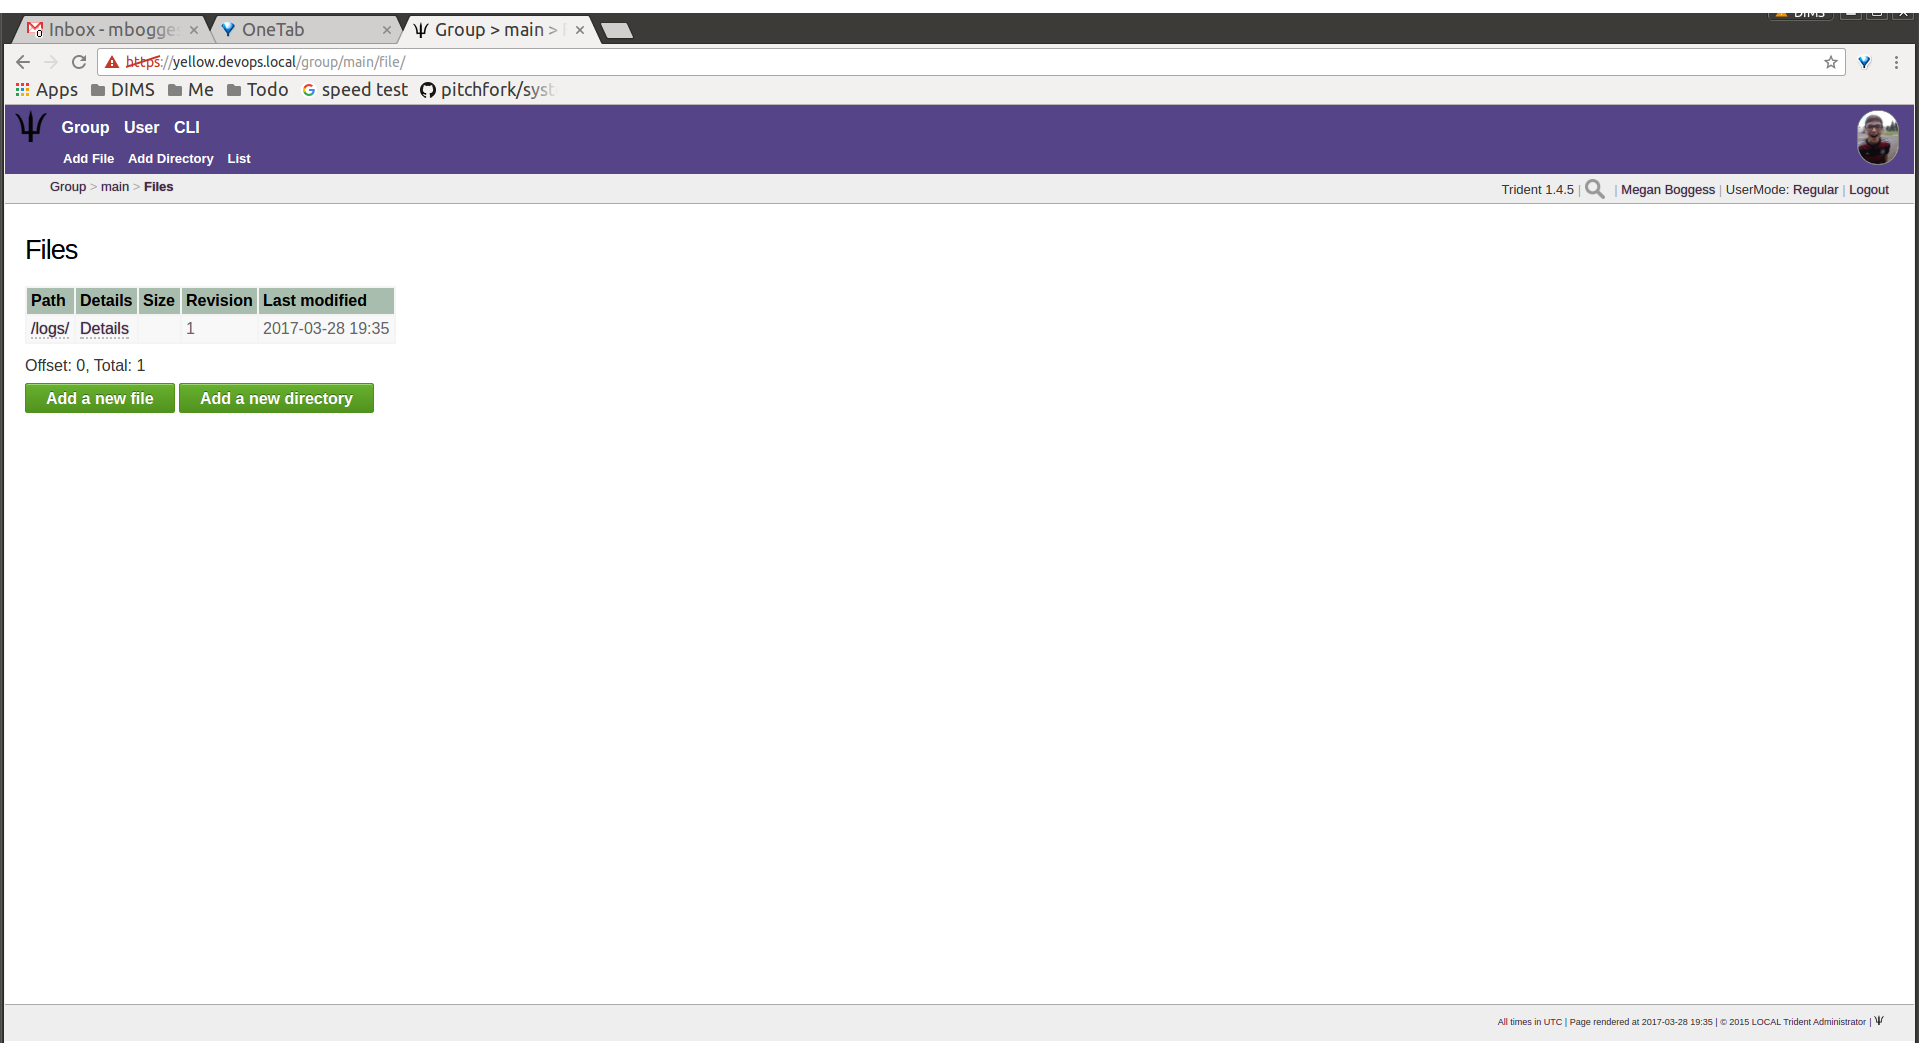 DIMS
Inbox - mbogges
OneTab
Group > main >
https://yellow.devops.local/group/main/file/
Apps DIMS Me Todo speed test pitchfork/syst
Group User CLI
Add File Add Directory List
Group > main > Files
Trident 1.4.5 | | Megan Boggess | UserMode: Regular | Logout
Files
Path Details Size Revision Last modified
/logs/ Details 1 2017-03-28 19:35
Offset: 0, Total: 1
Add a new file Add a new directory
All times in UTC | Page rendered at 2017-03-28 19:35 | © 2015 LOCAL Trident Administrator |